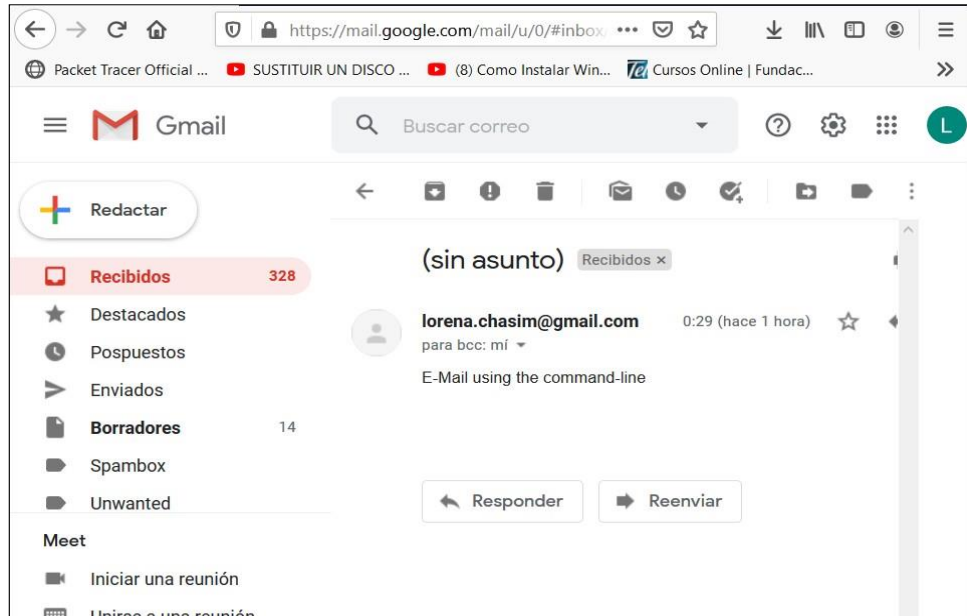 https://mail.google.com/mail/u/0/#inbox
Packet Tracer Official ... SUSTITUIR UN DISCO ... (8) Como Instalar Win... Cursos Online | Fundac...
Gmail
Buscar correo
L
Redactar
(sin asunto) Recibidos ×
Recibidos 328
lorena.chasim@gmail.com 0:29 (hace 1 hora)
para bcc: mí
E-Mail using the command-line
Destacados
Pospuestos
Enviados
Borradores 14
Spambox
Unwanted
Responder Reenviar
Meet
Iniciar una reunión
Unirse a una reunión